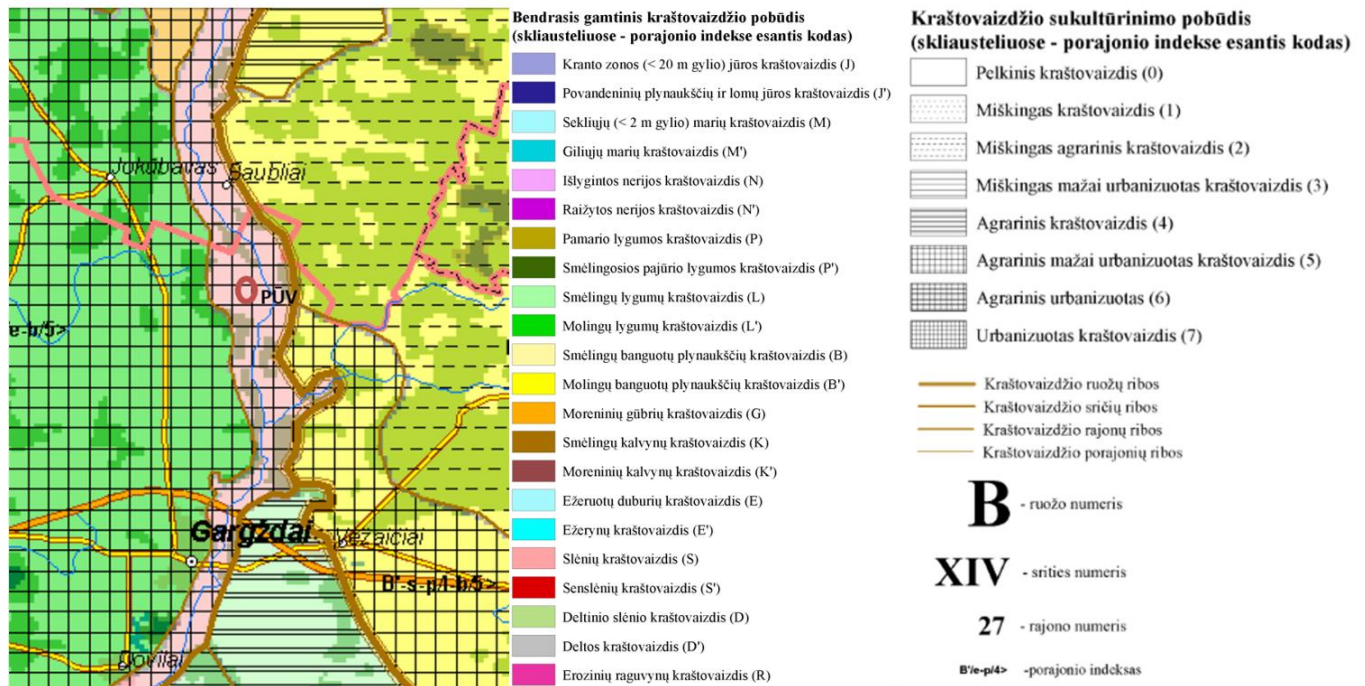 Jokūbavas
Baubliai
PŪV
/e-b/5>
Gargždai
Vėžaičiai
B'-s-p/l-b/5>
Dovilai
Bendrasis gamtinis kraštovaizdžio pobūdis
(skliausteliuose - porajonio indekse esantis kodas)
Kranto zonos (< 20 m gylio) jūros kraštovaizdis (J)
Povandeninių plynaukščių ir lomų jūros kraštovaizdis (J')
Sekliųjų (< 2 m gylio) marių kraštovaizdis (M)
Giliųjų marių kraštovaizdis (M')
Išlygintos nerijos kraštovaizdis (N)
Raižytos nerijos kraštovaizdis (N')
Pamario lygumos kraštovaizdis (P)
Smėlingosios pajūrio lygumos kraštovaizdis (P')
Smėlingų lygumų kraštovaizdis (L)
Molingų lygumų kraštovaizdis (L')
Smėlingų banguotų plynaukščių kraštovaizdis (B)
Molingų banguotų plynaukščių kraštovaizdis (B')
Moreninių gūbrių kraštovaizdis (G)
Smėlingų kalvynų kraštovaizdis (K)
Moreninių kalvynų kraštovaizdis (K')
Ežeruotų duburių kraštovaizdis (E)
Ežerynų kraštovaizdis (E')
Slėnių kraštovaizdis (S)
Senslėnių kraštovaizdis (S')
Deltinio slėnio kraštovaizdis (D)
Deltos kraštovaizdis (D')
Erozinių raguvynų kraštovaizdis (R)
Kraštovaizdžio sukultūrinimo pobūdis
(skliausteliuose - porajonio indekse esantis kodas)
Pelkinis kraštovaizdis (0)
Miškingas kraštovaizdis (1)
Miškingas agrarinis kraštovaizdis (2)
Miškingas mažai urbanizuotas kraštovaizdis (3)
Agrarinis kraštovaizdis (4)
Agrarinis mažai urbanizuotas kraštovaizdis (5)
Agrarinis urbanizuotas (6)
Urbanizuotas kraštovaizdis (7)
Kraštovaizdžio ruožų ribos
Kraštovaizdžio sričių ribos
Kraštovaizdžio rajonų ribos
Kraštovaizdžio porajonių ribos
B - ruožo numeris
XIV - srities numeris
27 - rajono numeris
B'/e-p/4> -porajonio indeksas